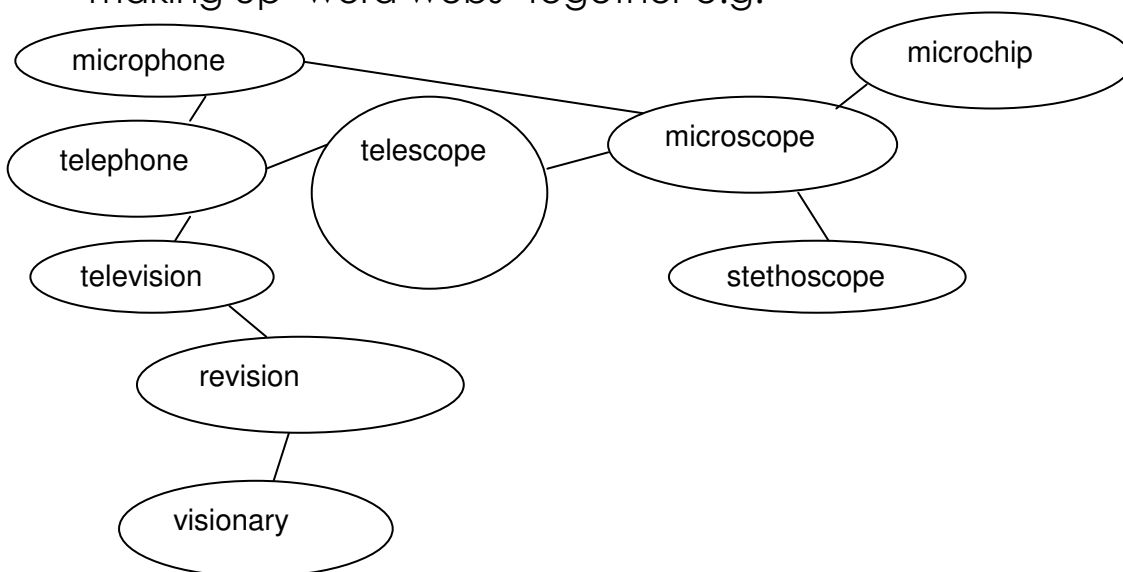 making up "word webs" together e.g.
microphone
microchip
telephone
telescope
microscope
television
stethoscope
revision
visionary